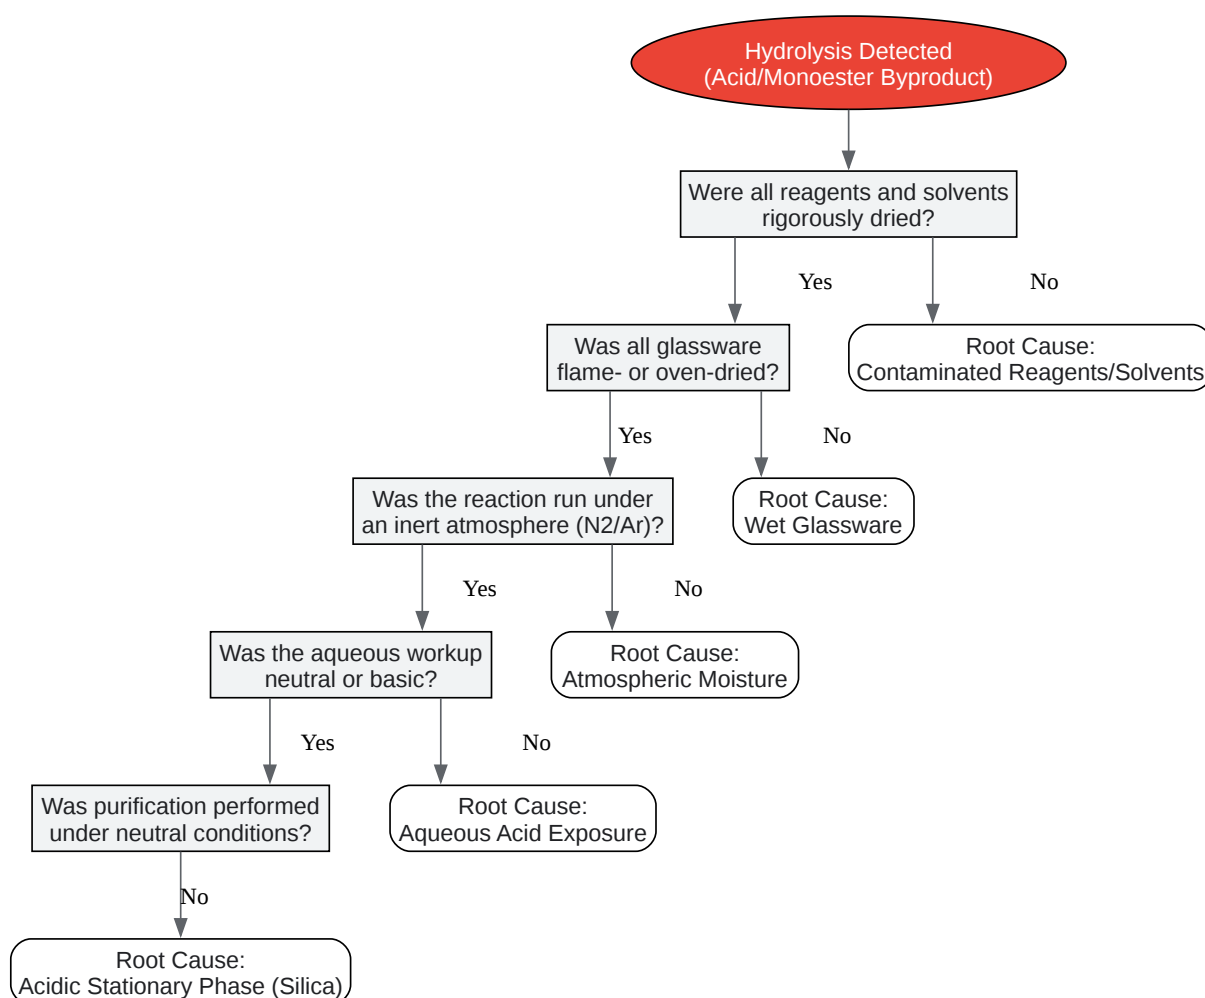 Hydrolysis Detected
(Acid/Monoester Byproduct)
Were all reagents and solvents
rigorously dried?
Yes
No
Was all glassware
flame- or oven-dried?
Root Cause:
Contaminated Reagents/Solvents
Yes
No
Was the reaction run under
an inert atmosphere (N2/Ar)?
Root Cause:
Wet Glassware
Yes
No
Was the aqueous workup
neutral or basic?
Root Cause:
Atmospheric Moisture
Yes
No
Was purification performed
under neutral conditions?
Root Cause:
Aqueous Acid Exposure
No
Root Cause:
Acidic Stationary Phase (Silica)